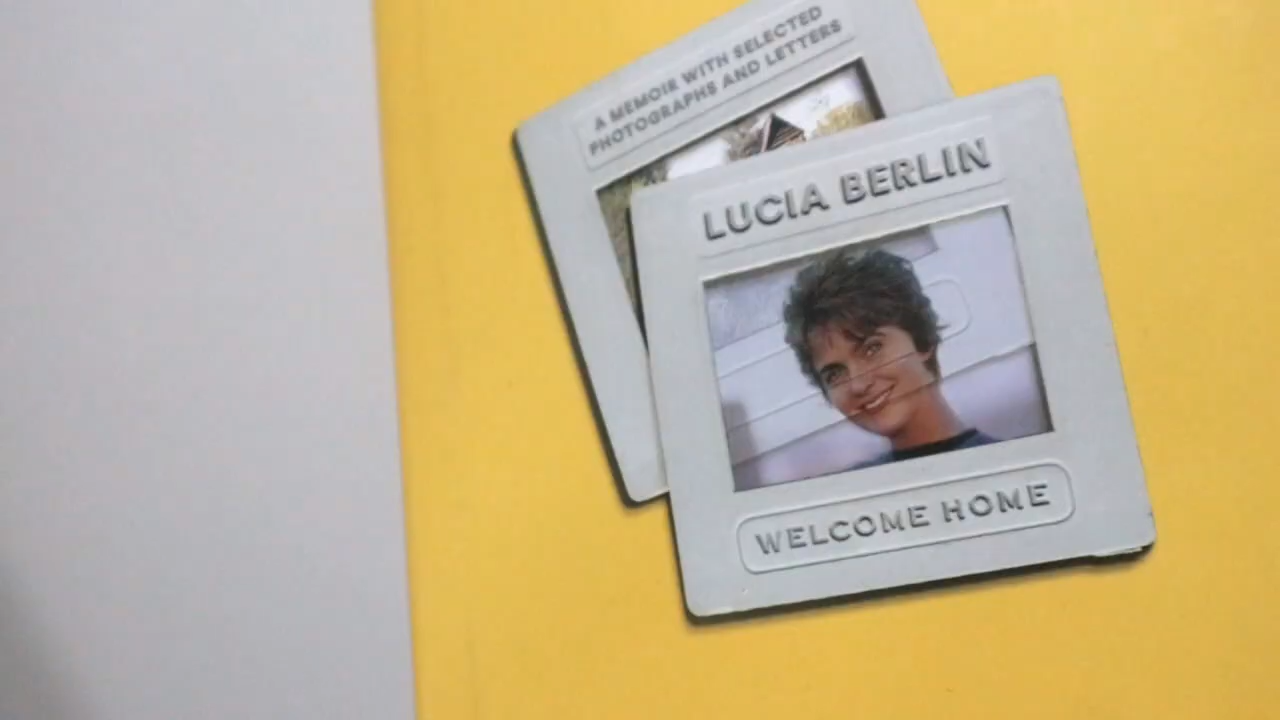 A MEMOIR WITH SELECTED
PHOTOGRAPHS AND LETTERS
LUCIA BERLIN
WELCOME HOME